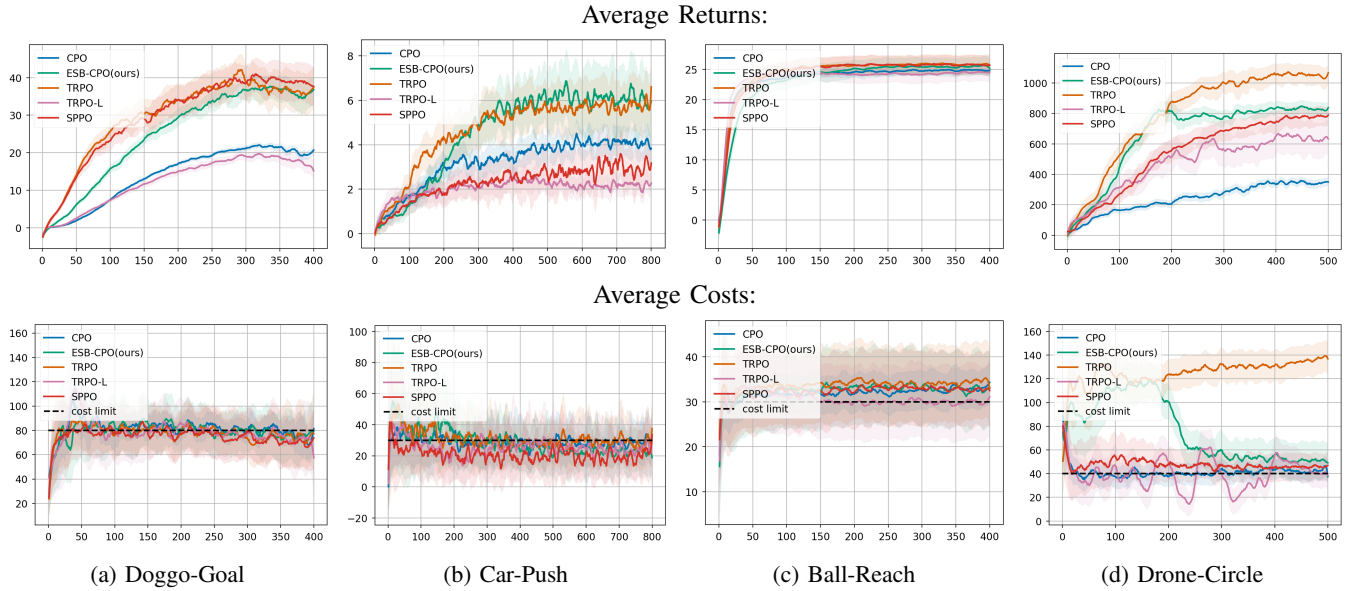 Average Returns:
CPO
ESB-CPO(ours)
TRPO
TRPO-L
SPPO
40
30
20
10
0
0 50 100 150 200 250 300 350 400
CPO
ESB-CPO(ours)
TRPO
TRPO-L
SPPO
8
6
4
2
0
0 100 200 300 400 500 600 700 800
CPO
ESB-CPO(ours)
TRPO
TRPO-L
SPPO
25
20
15
10
5
0
0 50 100 150 200 250 300 350 400
CPO
ESB-CPO(ours)
TRPO
TRPO-L
SPPO
1000
800
600
400
200
0
0 100 200 300 400 500
Average Costs:
CPO
ESB-CPO(ours)
TRPO
TRPO-L
SPPO
cost limit
160
140
120
100
80
60
40
20
0 50 100 150 200 250 300 350 400
CPO
ESB-CPO(ours)
TRPO
TRPO-L
SPPO
cost limit
100
80
60
40
20
0
−20
0 100 200 300 400 500 600 700 800
CPO
ESB-CPO(ours)
TRPO
TRPO-L
SPPO
cost limit
40
30
20
10
0 50 100 150 200 250 300 350 400
CPO
ESB-CPO(ours)
TRPO
TRPO-L
SPPO
cost limit
160
140
120
100
80
60
40
20
0
0 100 200 300 400 500
(a) Doggo-Goal
(b) Car-Push
(c) Ball-Reach
(d) Drone-Circle